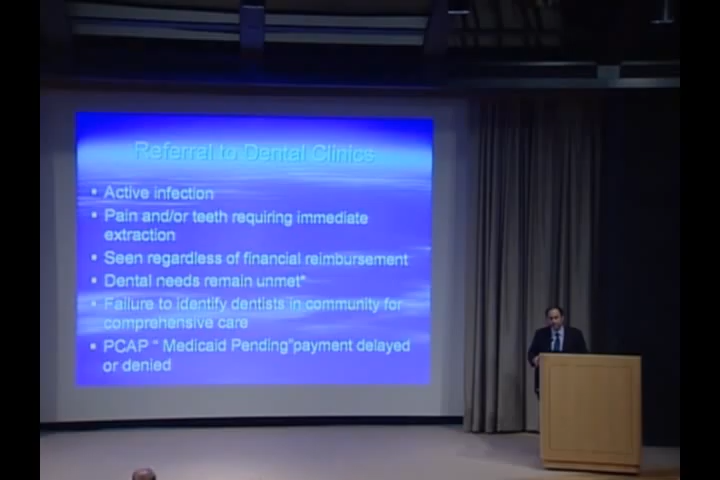 Referral to Dental Clinics
• Active infection
• Pain and/or teeth requiring immediate
extraction
• Seen regardless of financial reimbursement
• Dental needs remain unmet*
• Failure to identify dentists in community for
comprehensive care
• PCAP “ Medicaid Pending”payment delayed
or denied